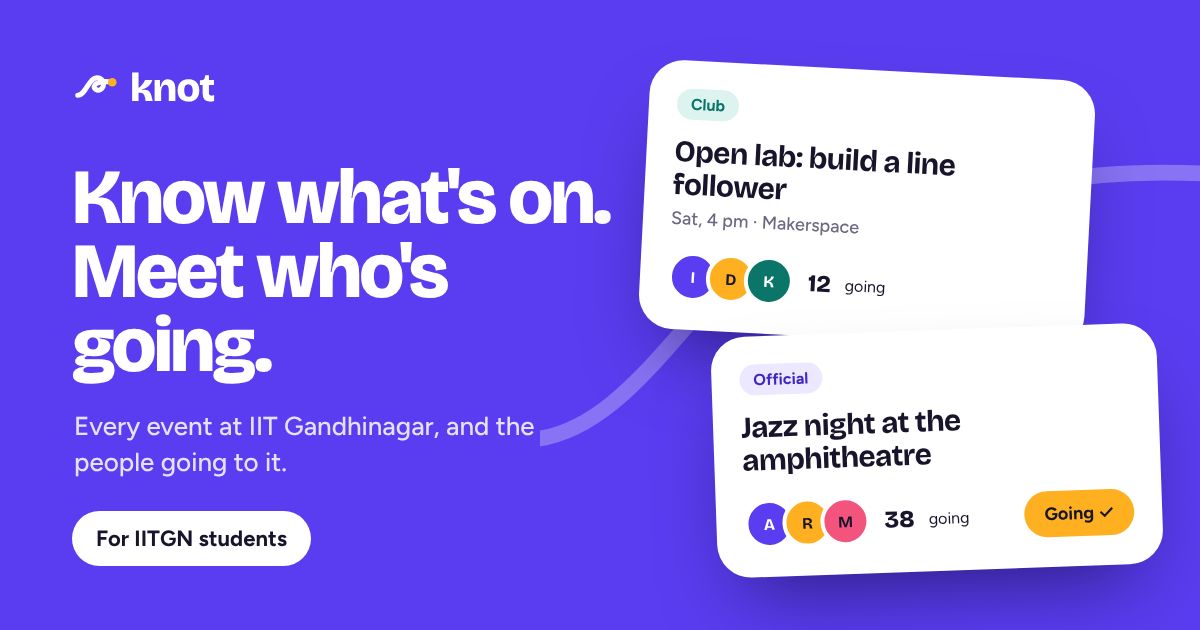 knot
Know what's on.
Meet who's
going.
Every event at IIT Gandhinagar, and the
people going to it.
For IITGN students
Club
Open lab: build a line
follower
Sat, 4 pm · Makerspace
I D K 12 going
Official
Jazz night at the
amphitheatre
A R M 38 going Going ✓